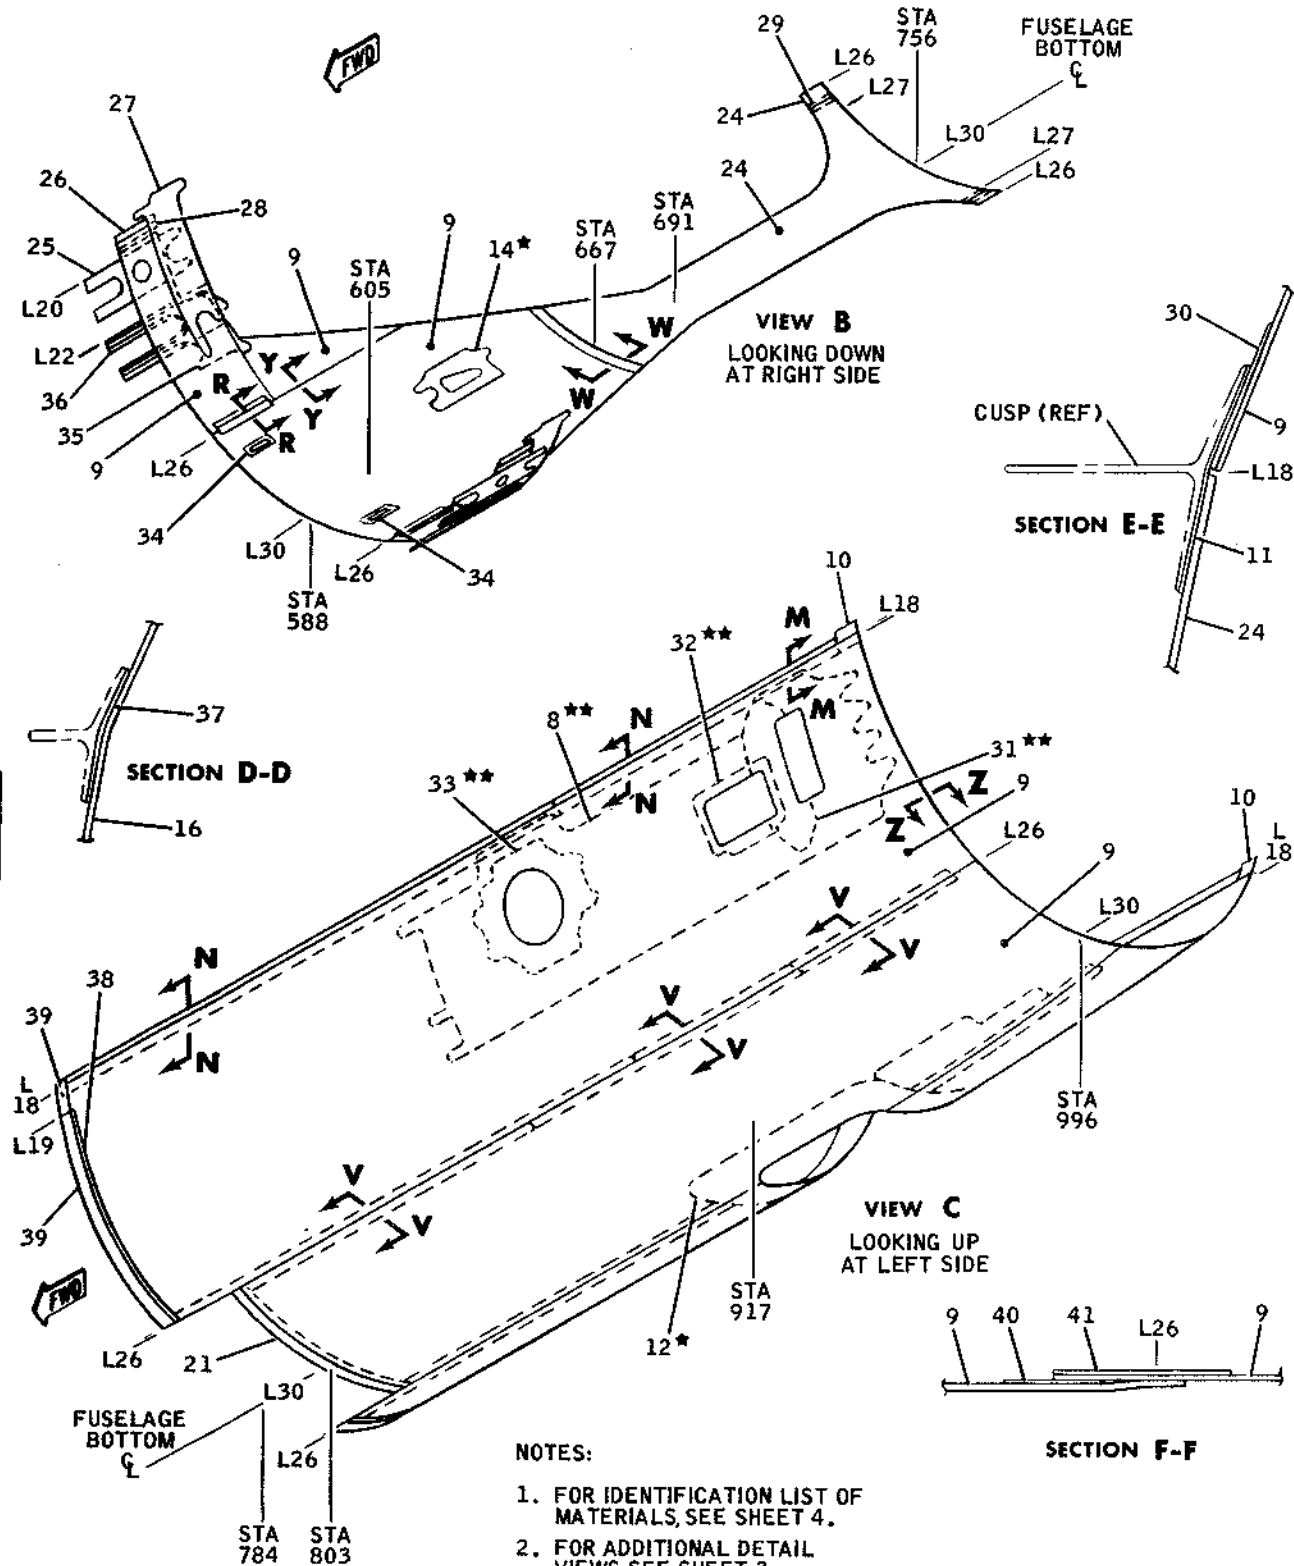 29
STA
756
FUSELAGE
BOTTOM
℄
FWD
L26
L27
27
24
L30
L27
L26
26
28
24
STA
691
25
9
STA
667
14★
9
STA
605
L20
30
W
VIEW B
LOOKING DOWN
AT RIGHT SIDE
L22
Y
W
CUSP (REF)
9
36
R
Y
L18
35
R
9
L26
SECTION E-E
34
11
L30
L26
34
10
STA
588
L18
24
M
32★★
37
8★★
N
M
31★★
SECTION D-D
33★★
9
Z
N
10
16
Z
L26
L
18
9
V
L30
N
V
38
39
V
N
V
L
18
STA
996
L19
V
39
V
VIEW C
LOOKING UP
AT LEFT SIDE
FWD
STA
917
9
40
41
L26
9
12★
L26
21
L30
FUSELAGE
BOTTOM
℄
L26
SECTION F-F
NOTES:
1. FOR IDENTIFICATION LIST OF
MATERIALS, SEE SHEET 4.
STA
784
STA
803
2. FOR ADDITIONAL DETAIL
VIEWS SEE SHEET